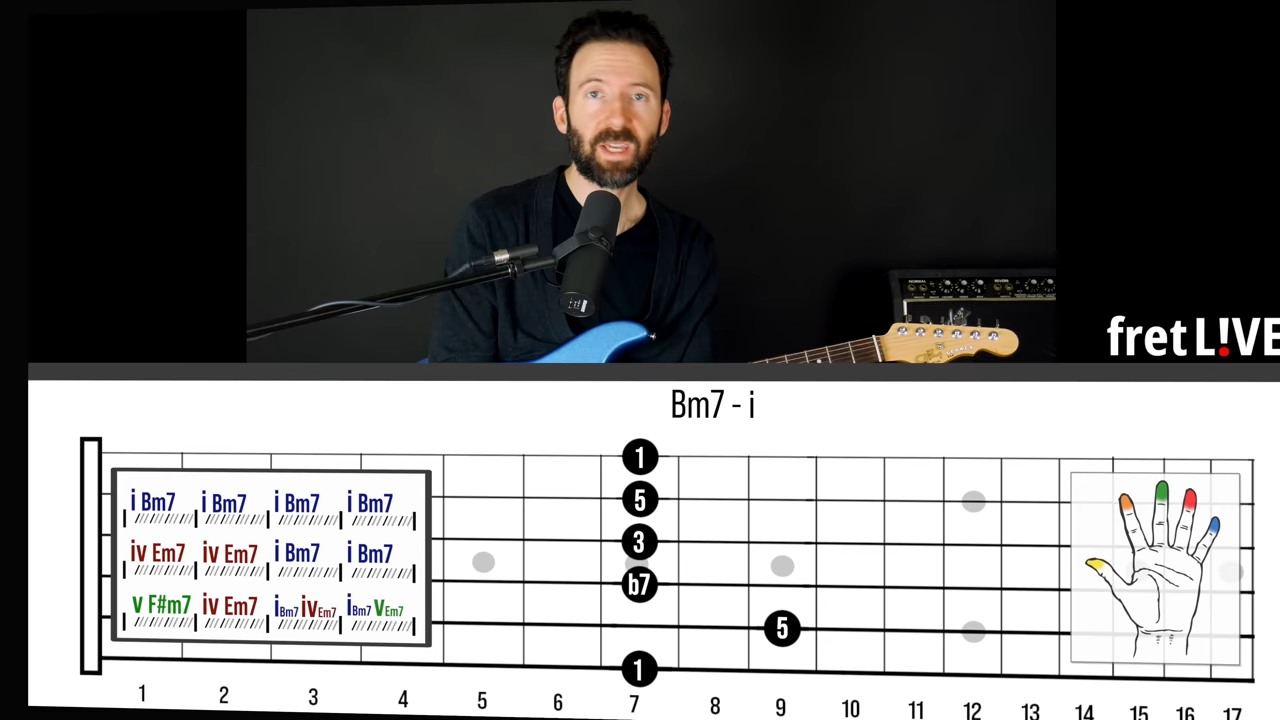 NORMAL
REVERB
fret L!VE
Bm7 - i
i Bm7 i Bm7 i Bm7 i Bm7
iv Em7 iv Em7 i Bm7 i Bm7
v F#m7 iv Em7 i Bm7 iv Em7 i Bm7 v Em7
1
5
3
b7
5
1
1 2 3 4 5 6 7 8 9 10 11 12 13 14 15 16 17